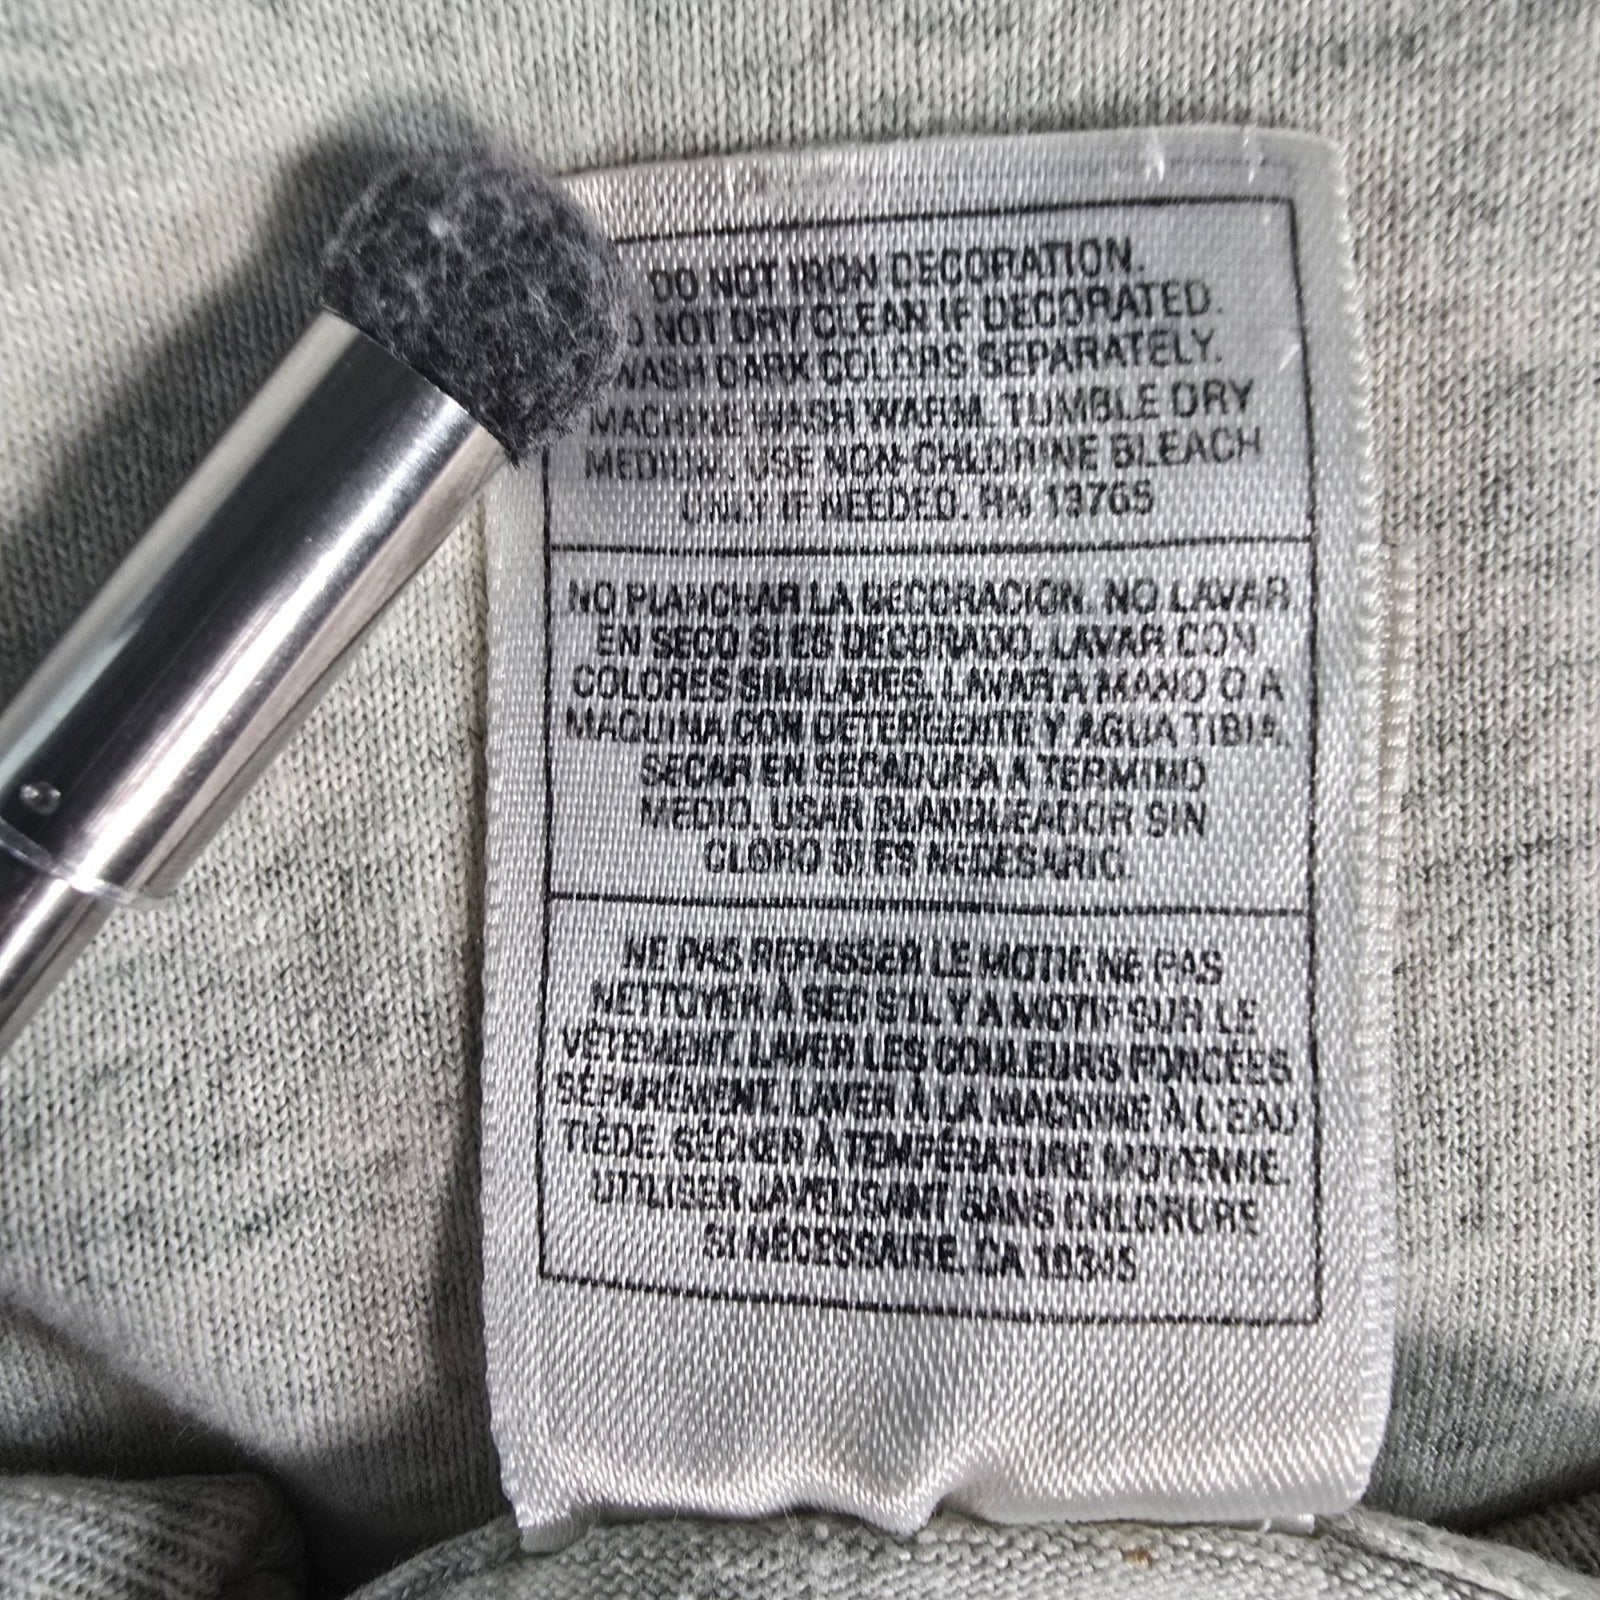 DO NOT IRON DECORATION.
DO NOT DRY CLEAN IF DECORATED.
WASH DARK COLORS SEPARATELY.
MACHINE WASH WARM. TUMBLE DRY
MEDIUM. USE NON-CHLORINE BLEACH
ONLY IF NEEDED. RN 13765
NO PLANCHAR LA DECORACION. NO LAVAR
EN SECO SI ES DECORADO. LAVAR CON
COLORES SIMILARES. LAVAR A MANO O A
MAQUINA CON DETERGENTE Y AGUA TIBIA.
SECAR EN SECADORA A TERMINO
MEDIO. USAR BLANQUEADOR SIN
CLORO SI ES NECESARIO.
NE PAS REPASSER LE MOTIF. NE PAS
NETTOYER À SEC S'IL Y A MOTIF SUR LE
VÊTEMENT. LAVER LES COULEURS FONCÉES
SÉPARÉMENT. LAVER À LA MACHINE À L'EAU
TIÈDE. SÉCHER À TEMPÉRATURE MOYENNE.
UTILISER JAVELISANT SANS CHLORURE
SI NÉCESSAIRE. CA 10345